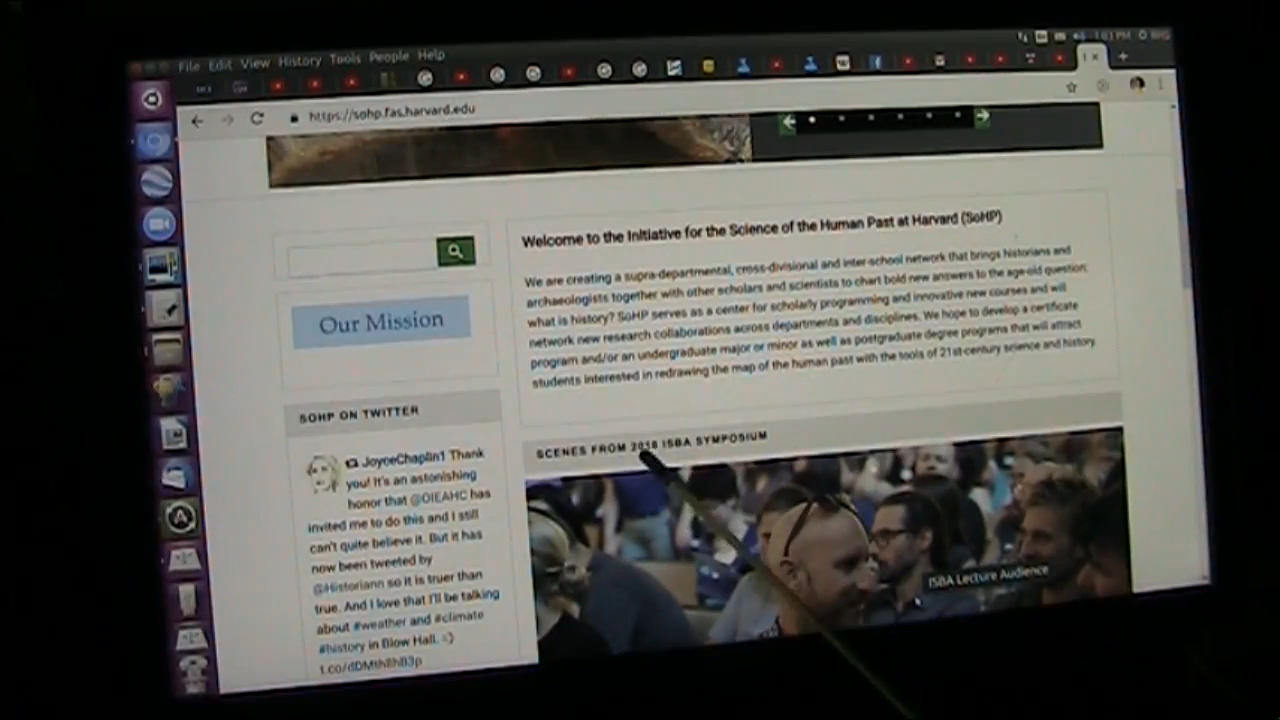 File Edit View History Tools People Help
1:03 PM
https://sohp.fas.harvard.edu
Welcome to the Initiative for the Science of the Human Past at Harvard (SoHP)
We are creating a supra-departmental, cross-divisional and inter-school network that brings historians and
archaeologists together with other scholars and scientists to chart bold new answers to the age-old question:
what is history? SoHP serves as a center for scholarly programming and innovative new courses and will
network new research collaborations across departments and disciplines. We hope to develop a certificate
program and/or an undergraduate major or minor as well as postgraduate degree programs that will attract
students interested in redrawing the map of the human past with the tools of 21st-century science and history.
Our Mission
SOHP ON TWITTER
JoyceChaplin1 Thank
you! It's an astonishing
honor that @OIEAHC has
invited me to do this and I still
can't quite believe it. But it has
now been tweeted by
@Historiann so it is truer than
true. And I love that I'll be talking
about #weather and #climate
#history in Blow Hall. =)
SCENES FROM 2018 ISBA SYMPOSIUM
ISBA Lecture Audience